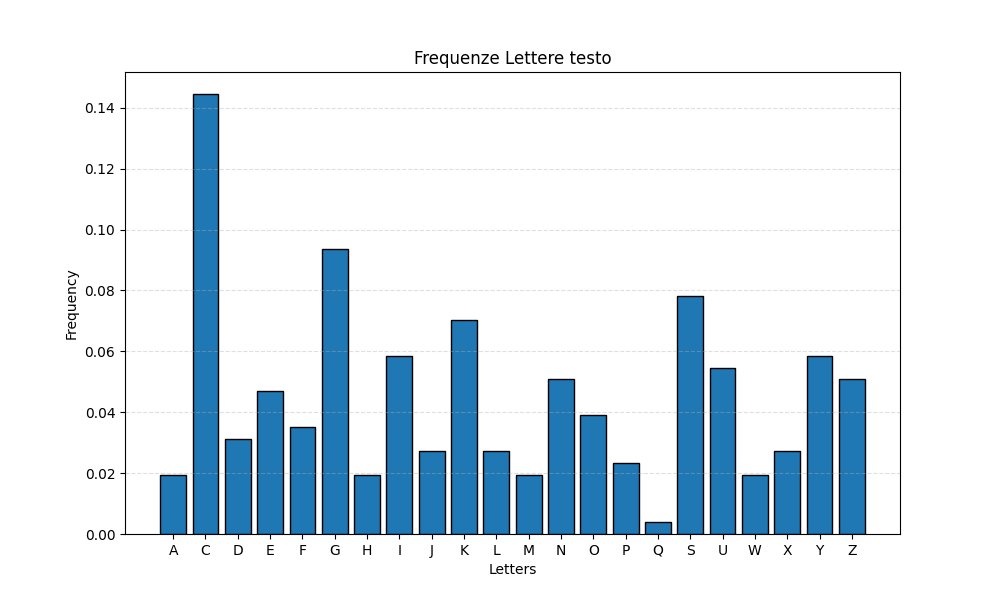 Frequenze Lettere testo
Frequency
0.14
0.12
0.10
0.08
0.06
0.04
0.02
0.00
A C D E F G H I J K L M N O P Q S U W X Y Z
Letters